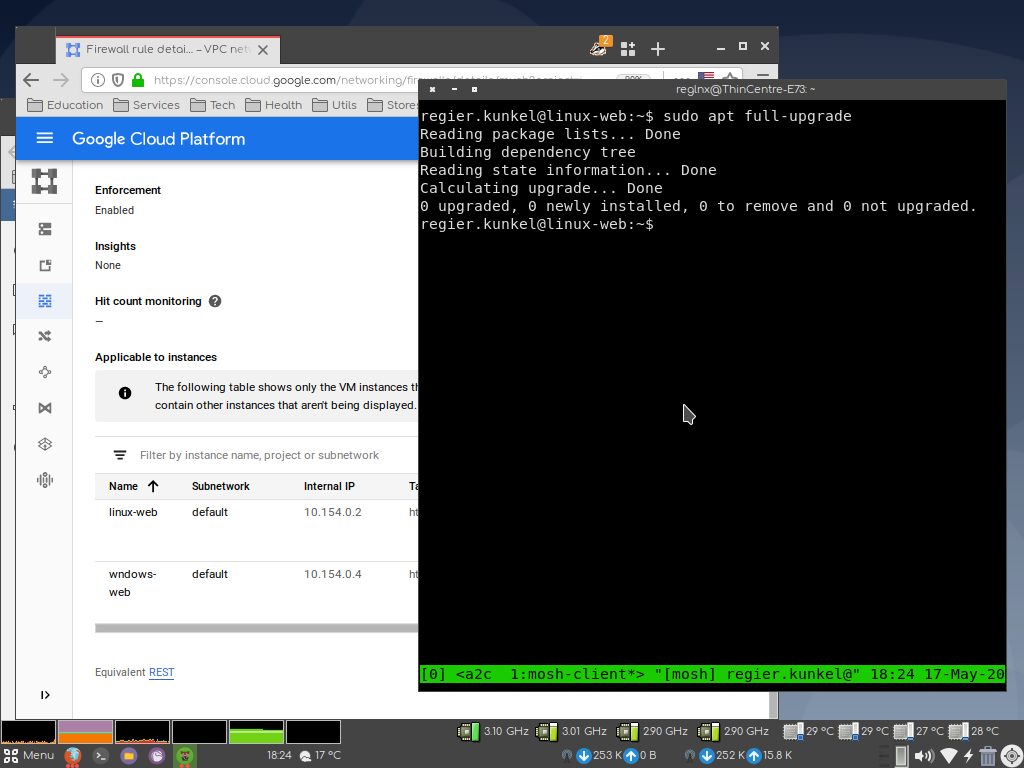 Firewall rule detai... – VPC net
2
https://console.cloud.google.com/networking/
Education
Services
Tech
Health
Utils
Stores
Google Cloud Platform
Enforcement
Enabled
Insights
None
Hit count monitoring ?
–
Applicable to instances
The following table shows only the VM instances th
contain other instances that aren't being displayed.
Filter by instance name, project or subnetwork
Name Subnetwork Internal IP Ta
linux-web default 10.154.0.2 ht
wndows- default 10.154.0.4 ht
web
Equivalent REST
reglnx@ThinCentre-E73: ~
regier.kunkel@linux-web:~$ sudo apt full-upgrade
Reading package lists... Done
Building dependency tree
Reading state information... Done
Calculating upgrade... Done
0 upgraded, 0 newly installed, 0 to remove and 0 not upgraded.
regier.kunkel@linux-web:~$
[0] <a2c 1:mosh-client*> "[mosh] regier.kunkel@" 18:24 17-May-20
3.10 GHz 3.01 GHz 2.90 GHz 2.90 GHz 29 °C 29 °C 27 °C 28 °C
Menu 18:24 17 °C 253 K 0 B 252 K 15.8 K